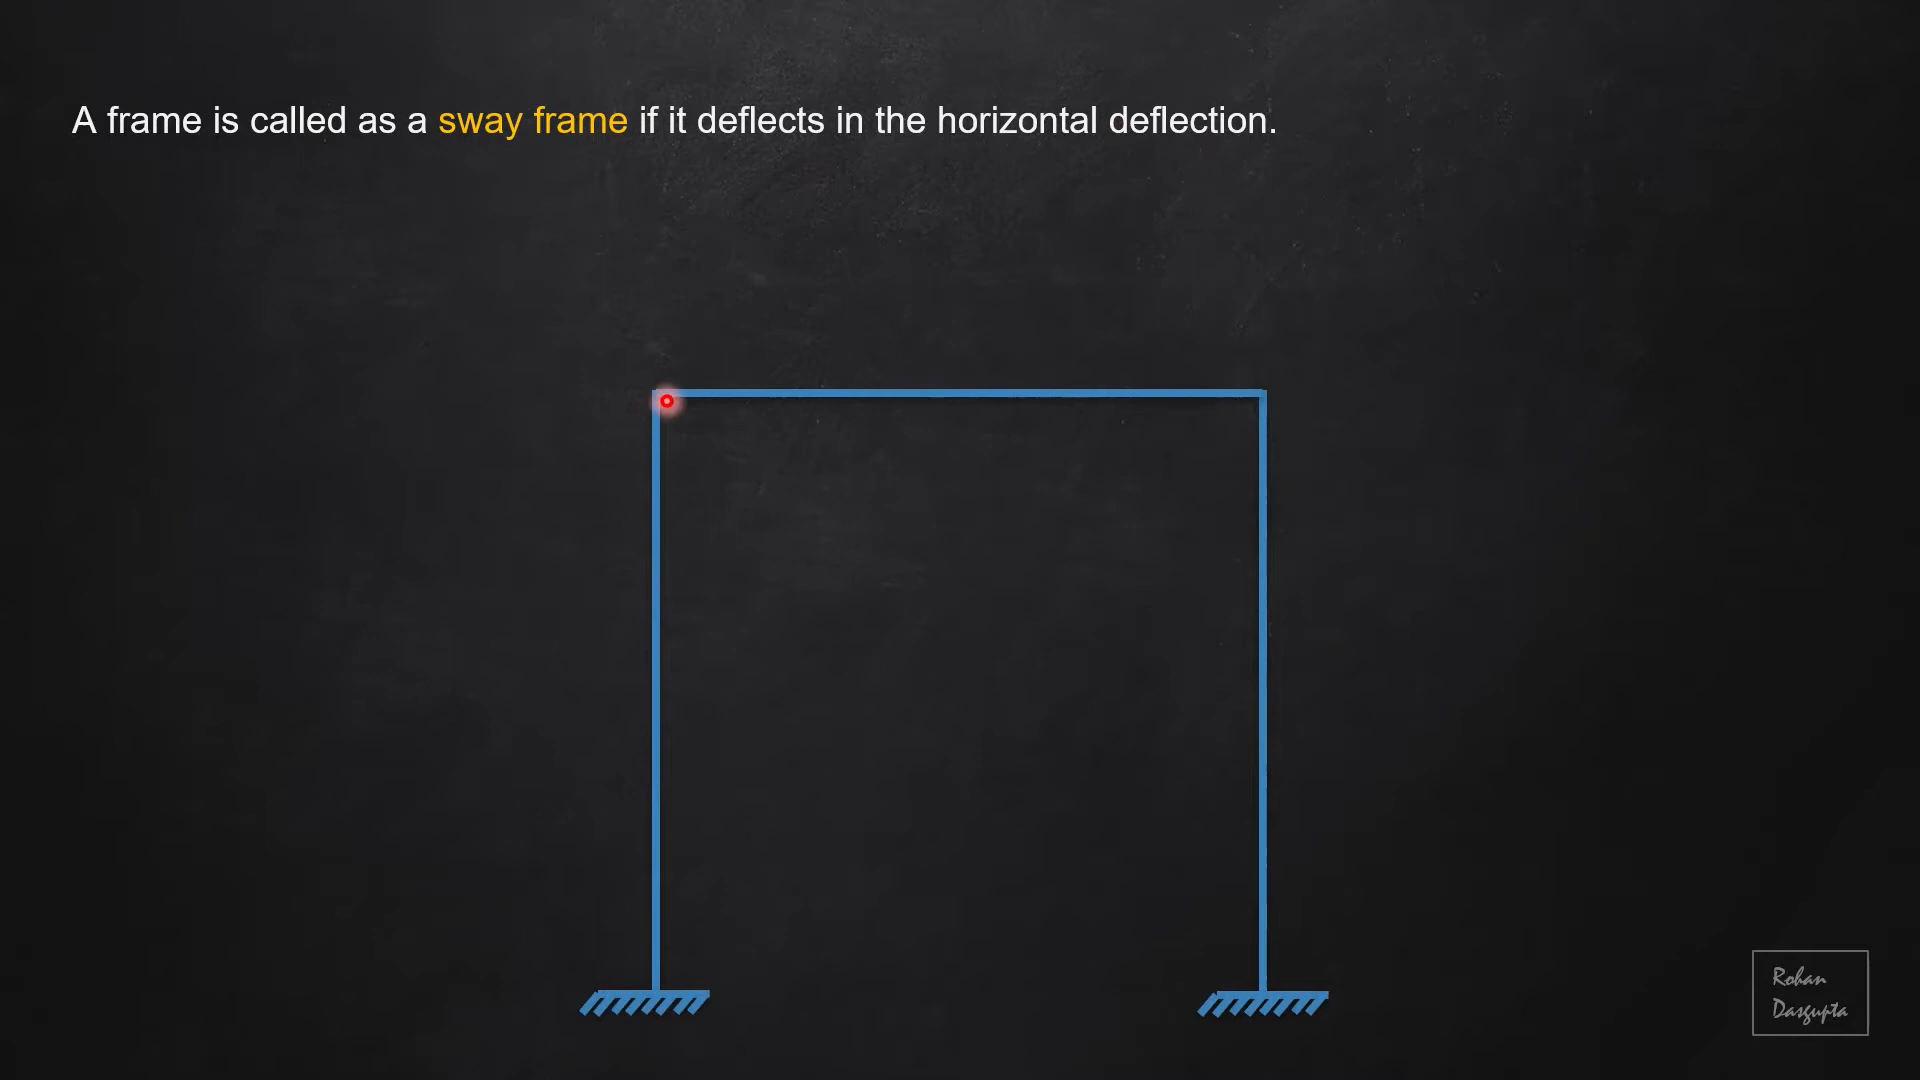 A frame is called as a sway frame if it deflects in the horizontal deflection.
Rohan
Dasgupta